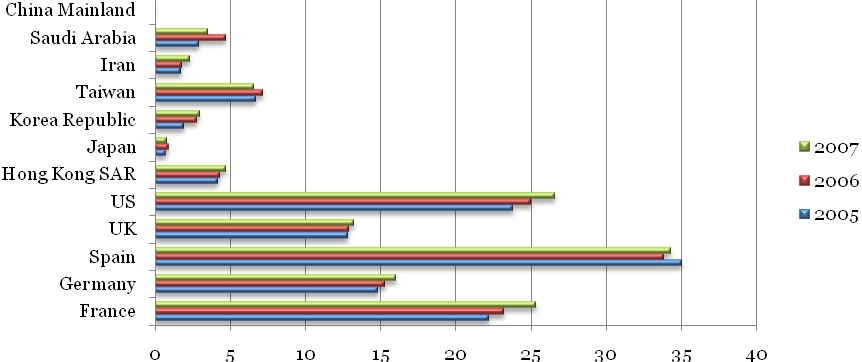 China Mainland
Saudi Arabia
Iran
Taiwan
Korea Republic
Japan
Hong Kong SAR
US
UK
Spain
Germany
France
2007
2006
2005
0 5 10 15 20 25 30 35 40